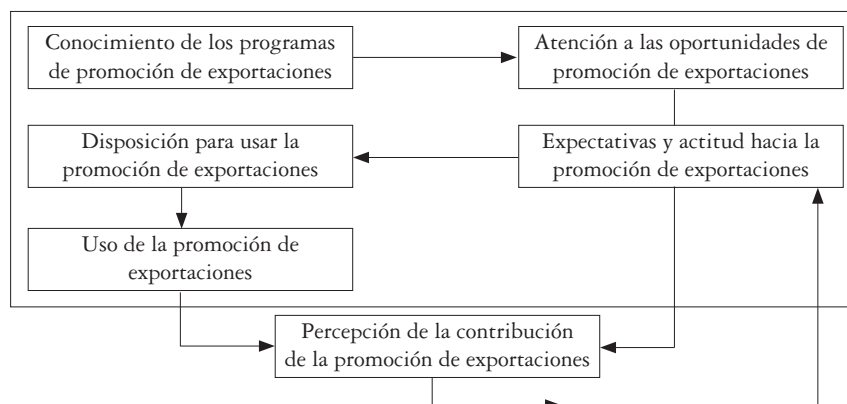 Conocimiento de los programas
de promoción de exportaciones
Atención a las oportunidades de
promoción de exportaciones
Disposición para usar la
promoción de exportaciones
Expectativas y actitud hacia la
promoción de exportaciones
Uso de la promoción de
exportaciones
Percepción de la contribución
de la promoción de exportaciones